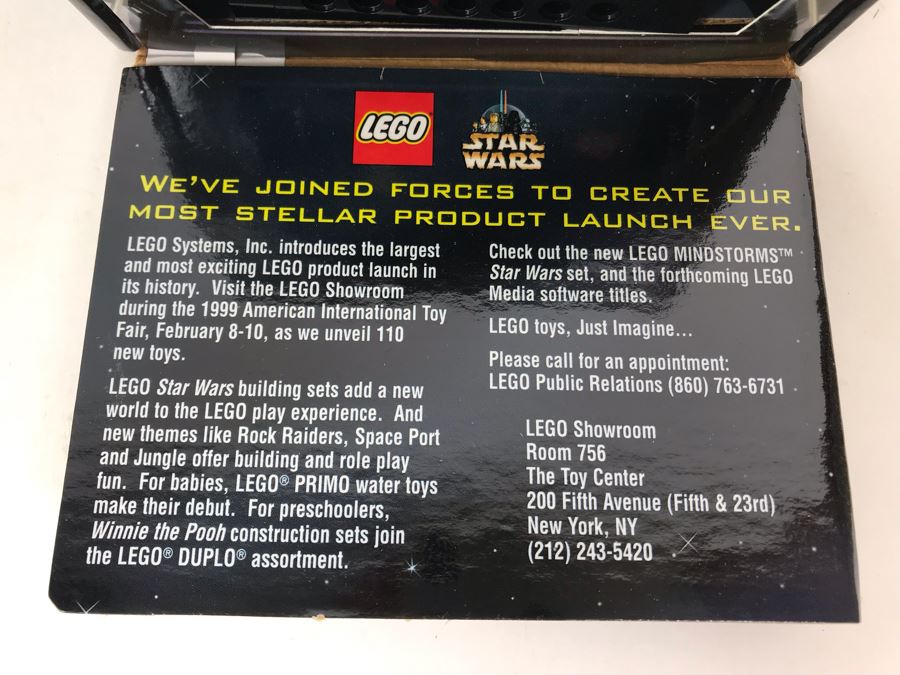 LEGO
STAR
WARS
WE'VE JOINED FORCES TO CREATE OUR
MOST STELLAR PRODUCT LAUNCH EVER.
LEGO Systems, Inc. introduces the largest
and most exciting LEGO product launch in
its history. Visit the LEGO Showroom
during the 1999 American International Toy
Fair, February 8-10, as we unveil 110
new toys.
LEGO Star Wars building sets add a new
world to the LEGO play experience. And
new themes like Rock Raiders, Space Port
and Jungle offer building and role play
fun. For babies, LEGO® PRIMO water toys
make their debut. For preschoolers,
Winnie the Pooh construction sets join
the LEGO® DUPLO® assortment.
Check out the new LEGO MINDSTORMS™
Star Wars set, and the forthcoming LEGO
Media software titles.
LEGO toys, Just Imagine...
Please call for an appointment:
LEGO Public Relations (860) 763-6731
LEGO Showroom
Room 756
The Toy Center
200 Fifth Avenue (Fifth & 23rd)
New York, NY
(212) 243-5420